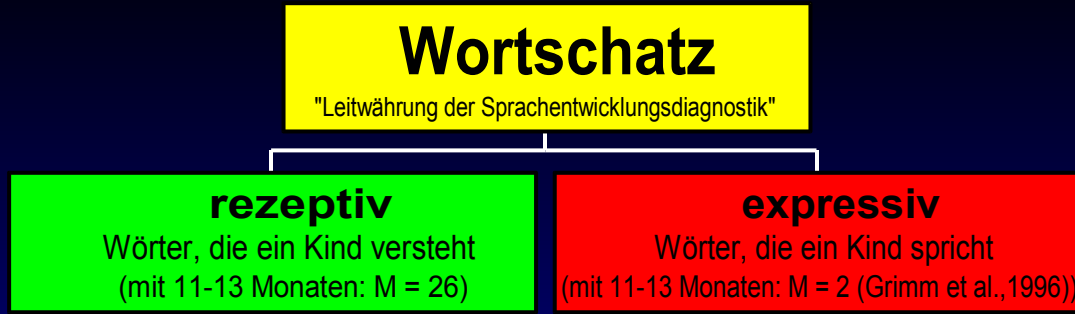 Wortschatz
"Leitwährung der Sprachentwicklungsdiagnostik"
rezeptiv
Wörter, die ein Kind versteht
(mit 11-13 Monaten: M = 26)
expressiv
Wörter, die ein Kind spricht
(mit 11-13 Monaten: M = 2 (Grimm et al.,1996))